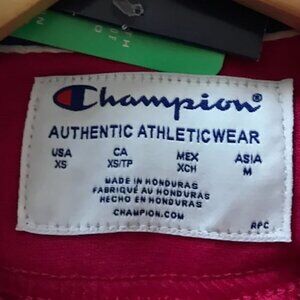 Champion®
AUTHENTIC ATHLETICWEAR
USA CA MEX ASIA
XS XS/TP XCH M
MADE IN HONDURAS
FABRIQUÉ AU HONDURAS
HECHO EN HONDURAS
CHAMPION.COM
RPC